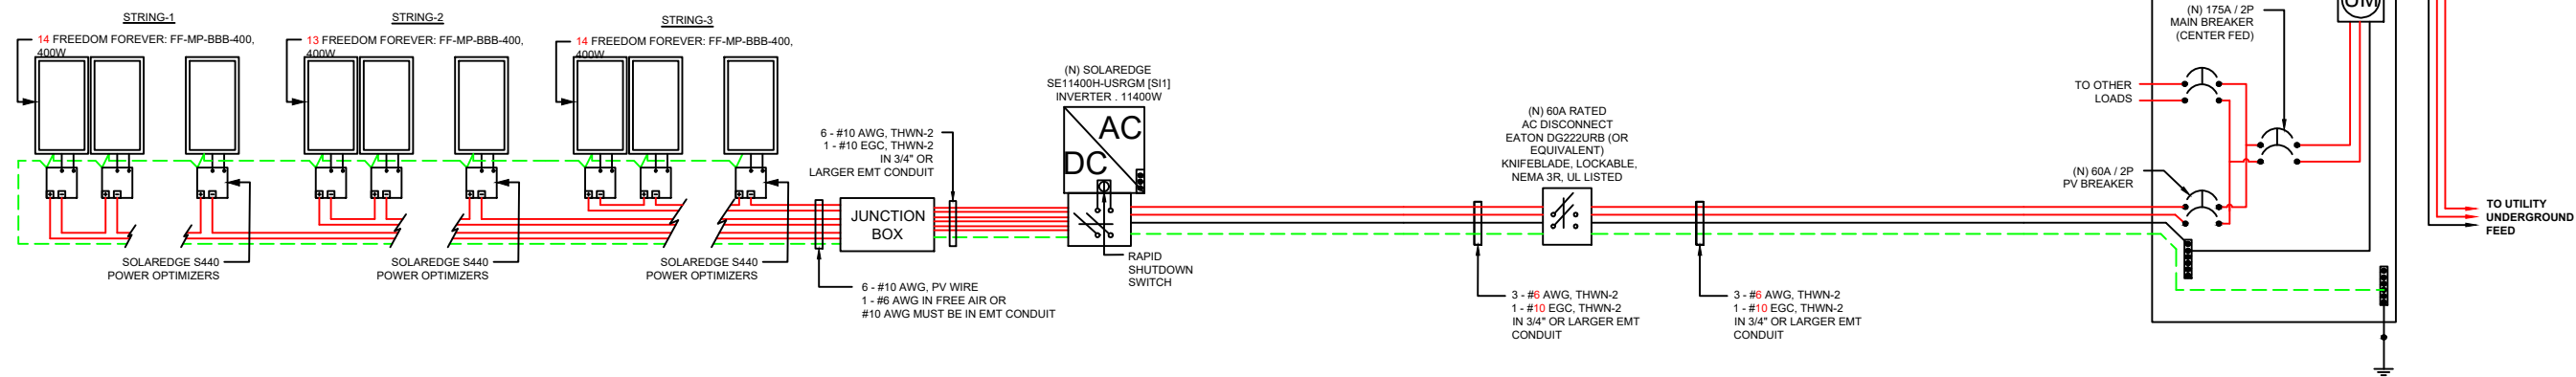 STRING-1
14 FREEDOM FOREVER: FF-MP-BBB-400,
400W
STRING-2
13 FREEDOM FOREVER: FF-MP-BBB-400,
400W
STRING-3
14 FREEDOM FOREVER: FF-MP-BBB-400,
400W
SOLAREDGE S440
POWER OPTIMIZERS
SOLAREDGE S440
POWER OPTIMIZERS
SOLAREDGE S440
POWER OPTIMIZERS
6 - #10 AWG, THWN-2
1 - #10 EGC, THWN-2
IN 3/4" OR
LARGER EMT CONDUIT
JUNCTION
BOX
6 - #10 AWG, PV WIRE
1 - #6 AWG IN FREE AIR OR
#10 AWG MUST BE IN EMT CONDUIT
(N) SOLAREDGE
SE11400H-USRGM [SI1]
INVERTER . 11400W
AC
DC
RAPID
SHUTDOWN
SWITCH
(N) 60A RATED
AC DISCONNECT
EATON DG222URB (OR
EQUIVALENT)
KNIFEBLADE, LOCKABLE,
NEMA 3R, UL LISTED
3 - #6 AWG, THWN-2
1 - #10 EGC, THWN-2
IN 3/4" OR LARGER EMT
CONDUIT
3 - #6 AWG, THWN-2
1 - #10 EGC, THWN-2
IN 3/4" OR LARGER EMT
CONDUIT
(N) 175A / 2P
MAIN BREAKER
(CENTER FED)
TO OTHER
LOADS
(N) 60A / 2P
PV BREAKER
TO UTILITY
UNDERGROUND
FEED